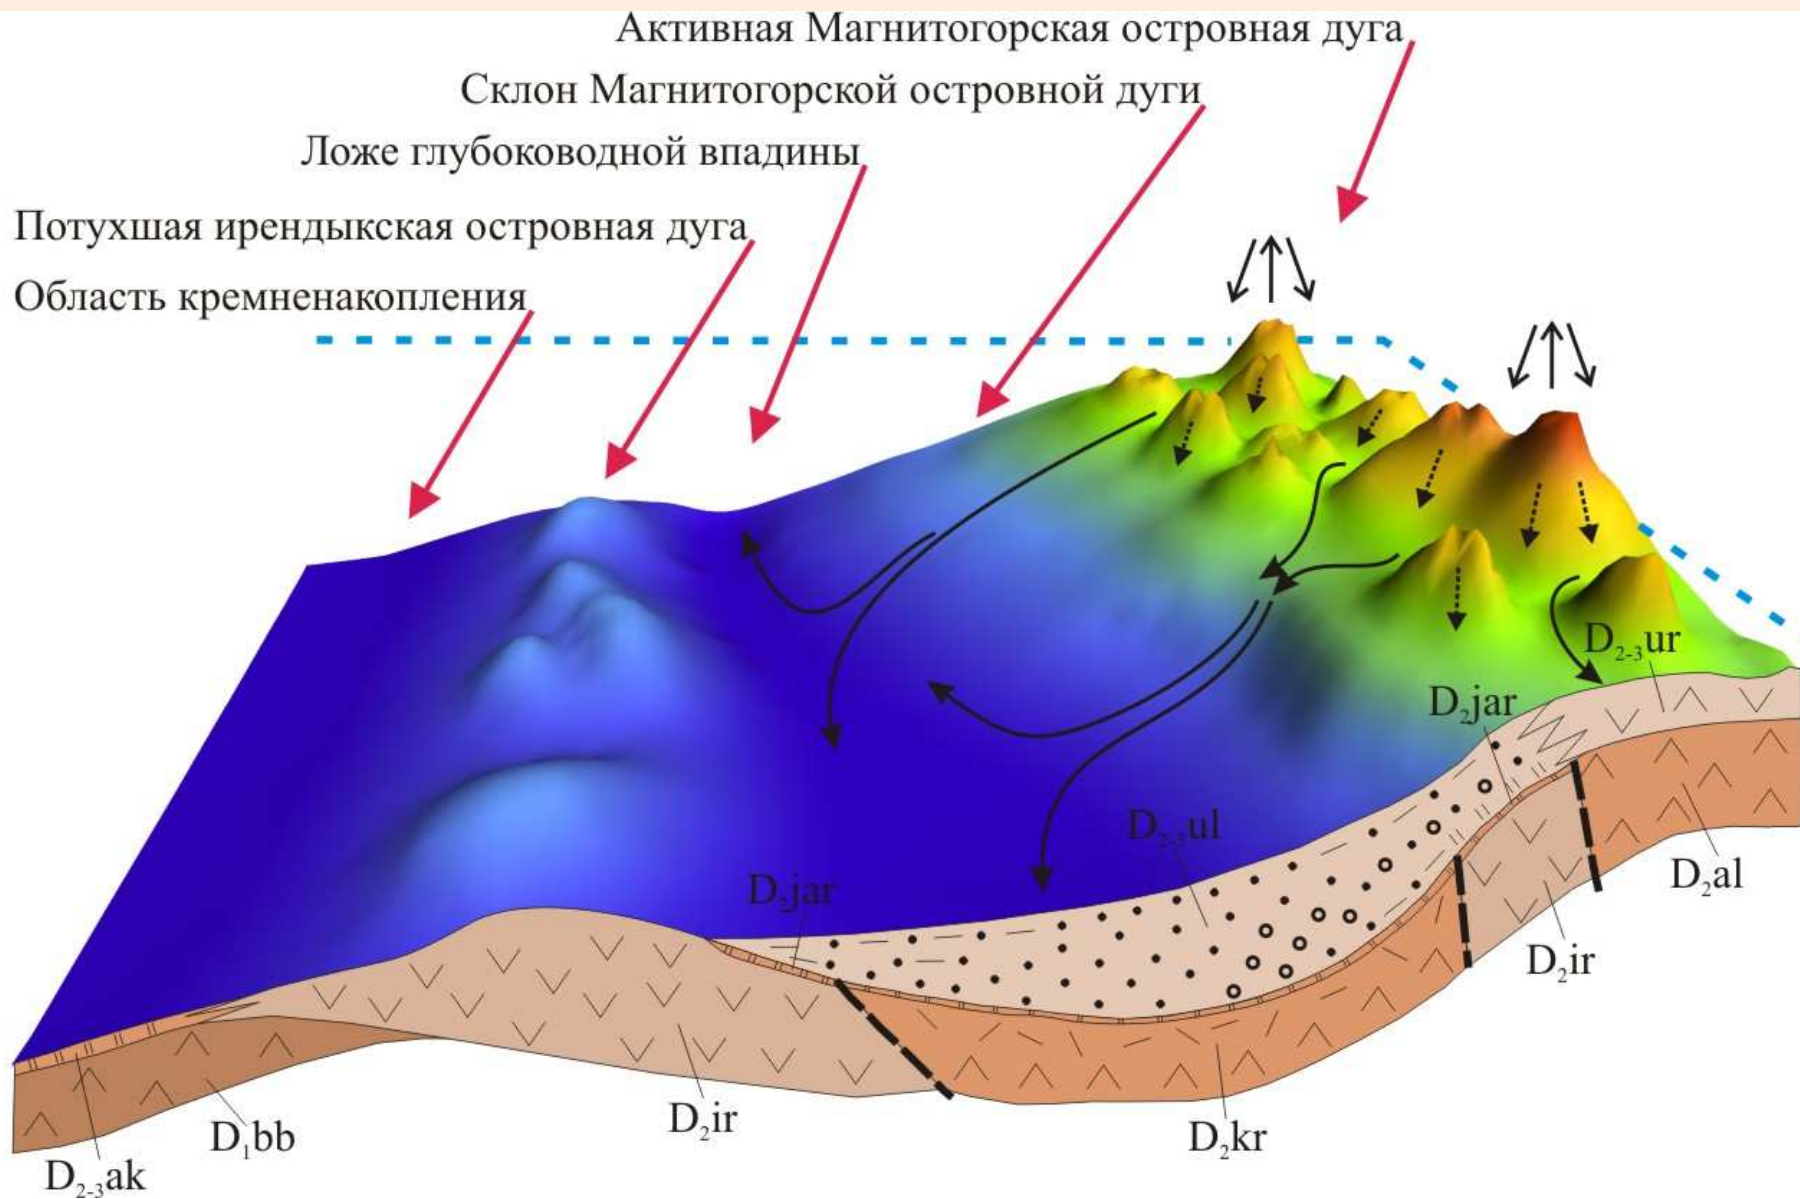 Активная Магнитогорская островная дуга
Склон Магнитогорской островной дуги
Ложе глубоководной впадины
Потухшая ирендыкская островная дуга
Область кремненакопления
D₂₋₃ur
D₂jar
D₂₋₃ul
D₂al
D₂jar
D₂ir
D₂ir
D₂kr
D₁bb
D₂₋₃ak